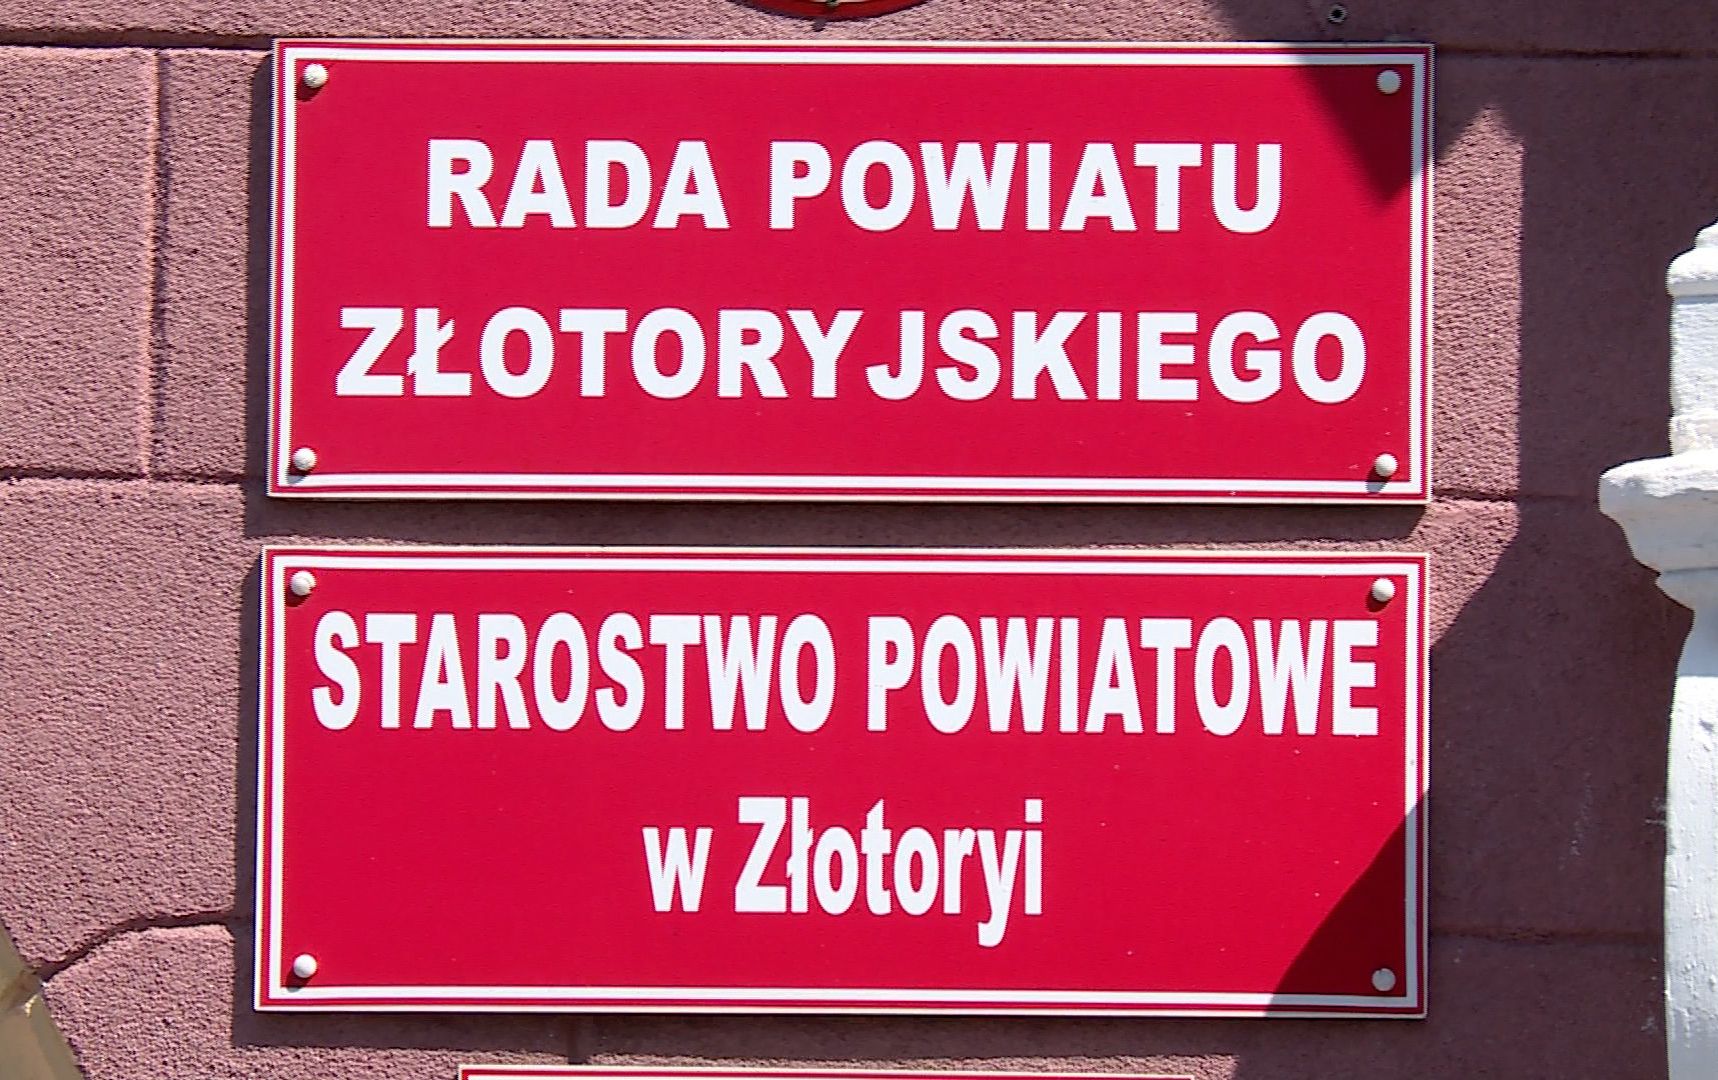 RADA POWIATU
ZŁOTORYJSKIEGO
STAROSTWO POWIATOWE
w Złotoryi